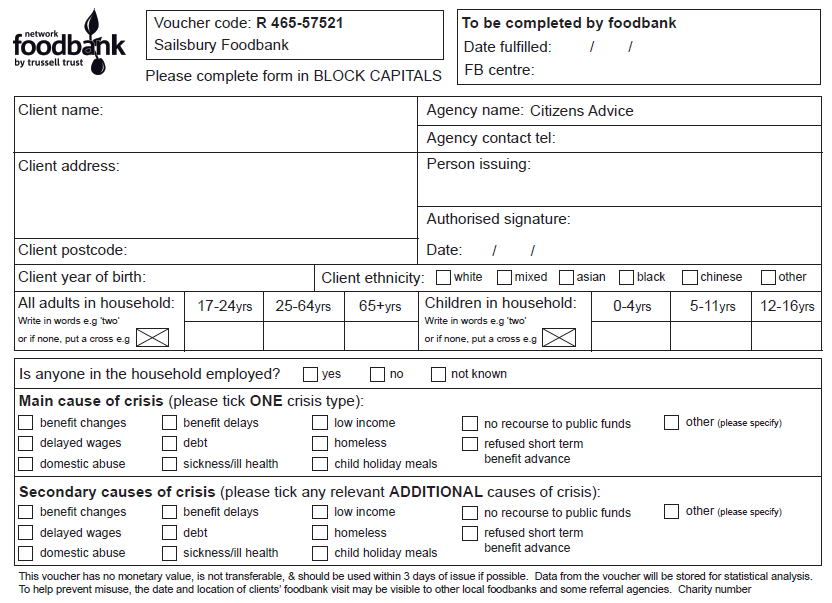 network
foodbank
by trussell trust
Voucher code: R 465-57521
Sailsbury Foodbank
Please complete form in BLOCK CAPITALS
To be completed by foodbank
Date fulfilled: / /
FB centre:
Client name:
Agency name: Citizens Advice
Agency contact tel:
Client address:
Person issuing:
Authorised signature:
Client postcode:
Date: / /
Client year of birth:
Client ethnicity: white mixed asian black chinese other
All adults in household: 17-24yrs 25-64yrs 65+yrs Children in household: 0-4yrs 5-11yrs 12-16yrs
Write in words e.g 'two' Write in words e.g 'two'
or if none, put a cross e.g or if none, put a cross e.g
Is anyone in the household employed? yes no not known
Main cause of crisis (please tick ONE crisis type):
benefit changes benefit delays low income no recourse to public funds other (please specify)
delayed wages debt homeless refused short term
benefit advance
domestic abuse sickness/ill health child holiday meals
Secondary causes of crisis (please tick any relevant ADDITIONAL causes of crisis):
benefit changes benefit delays low income no recourse to public funds other (please specify)
delayed wages debt homeless refused short term
benefit advance
domestic abuse sickness/ill health child holiday meals
This voucher has no monetary value, is not transferable, & should be used within 3 days of issue if possible. Data from the voucher will be stored for statistical analysis.
To help prevent misuse, the date and location of clients' foodbank visit may be visible to other local foodbanks and some referral agencies. Charity number